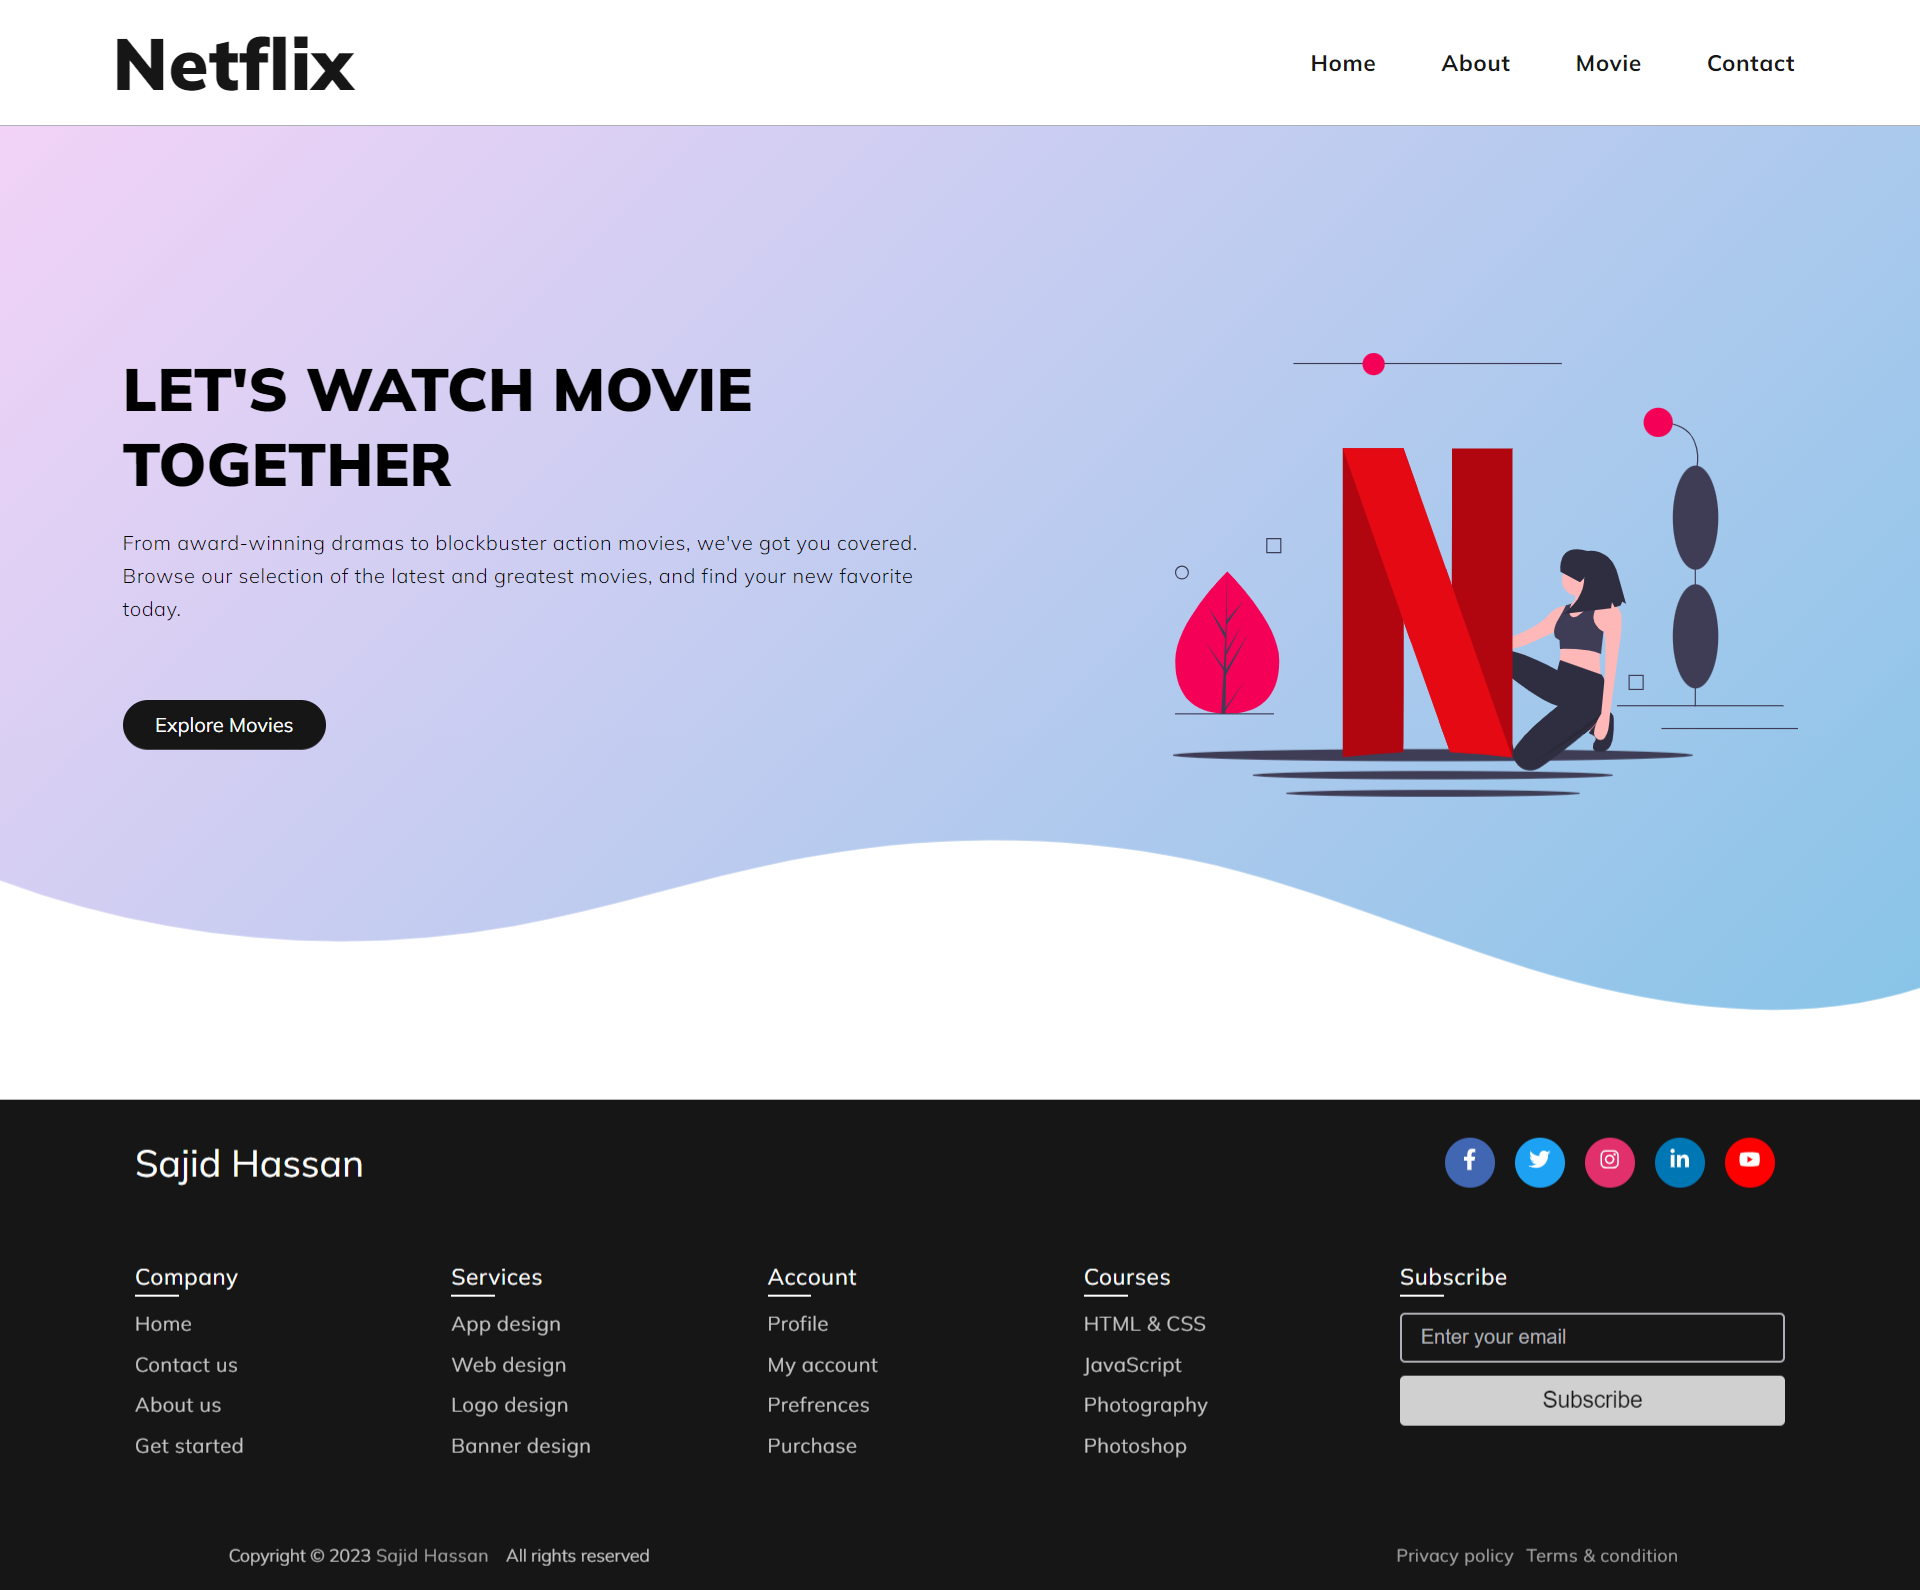 Netflix
Home About Movie Contact
LET'S WATCH MOVIE
TOGETHER
From award-winning dramas to blockbuster action movies, we've got you covered.
Browse our selection of the latest and greatest movies, and find your new favorite
today.
Explore Movies
Sajid Hassan
Company
Home
Contact us
About us
Get started
Services
App design
Web design
Logo design
Banner design
Account
Profile
My account
Prefrences
Purchase
Courses
HTML & CSS
JavaScript
Photography
Photoshop
Subscribe
Enter your email
Subscribe
Copyright © 2023 Sajid Hassan All rights reserved
Privacy policy Terms & condition